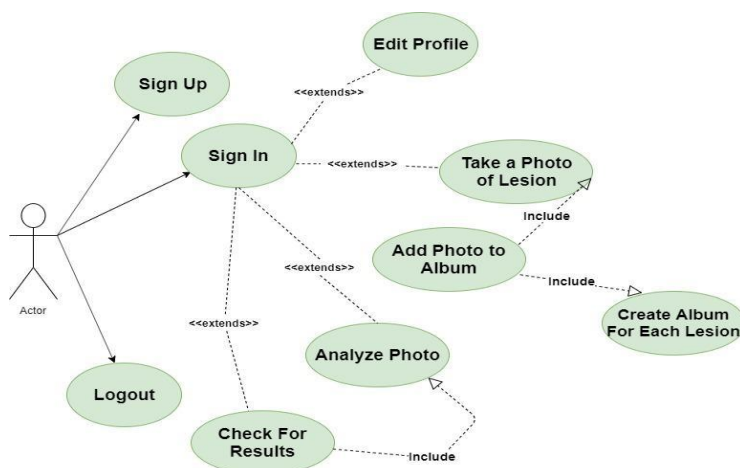 Edit Profile
Sign Up
<<extends>>
Sign In
<<extends>>
Take a Photo
of Lesion
Include
Add Photo to
Album
<<extends>>
Include
Actor
Create Album
For Each Lesion
<<extends>>
Analyze Photo
Logout
Check For
Results
Include